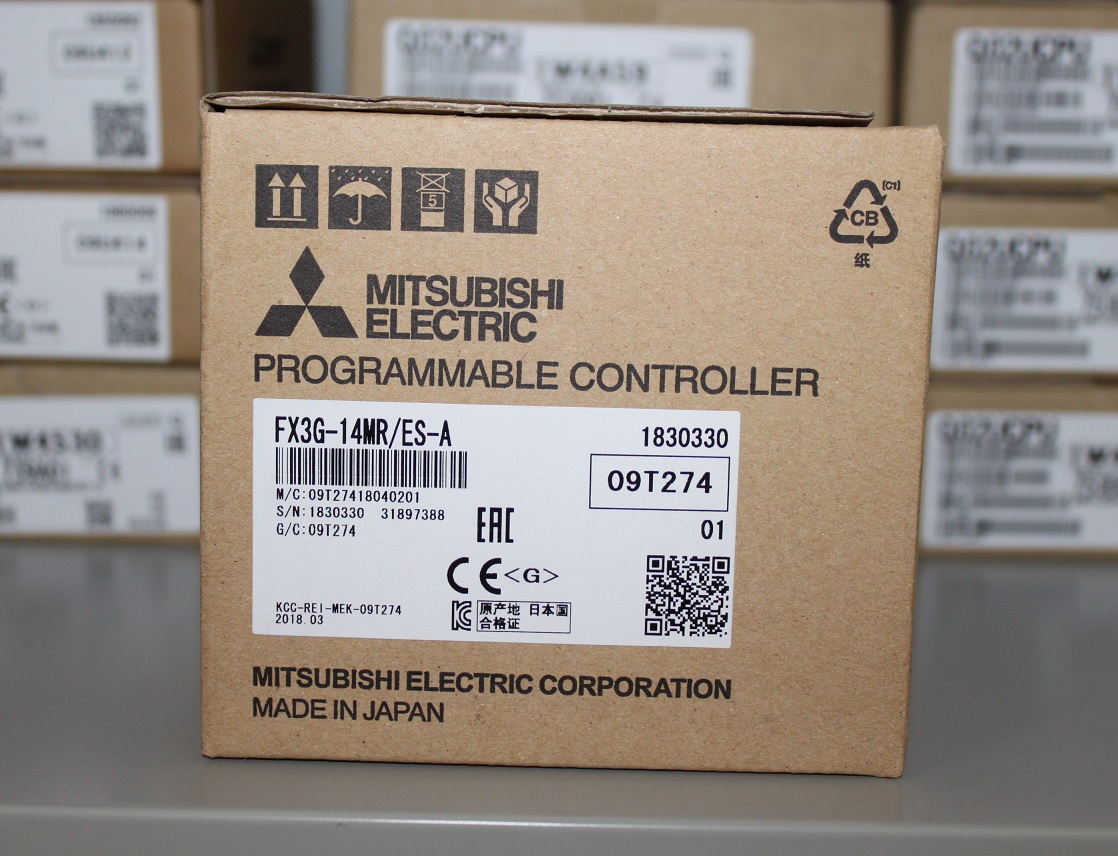 5
[C1]
CB
纸
MITSUBISHI
ELECTRIC
PROGRAMMABLE CONTROLLER
FX3G-14MR/ES-A
1830330
M/C:09T27418040201
09T274
S/N:1830330 31897388
G/C:09T274
EAC
01
CE<G>
KCC-REI-MEK-09T274
2018.03
原产地 日本国
合格证
MITSUBISHI ELECTRIC CORPORATION
MADE IN JAPAN